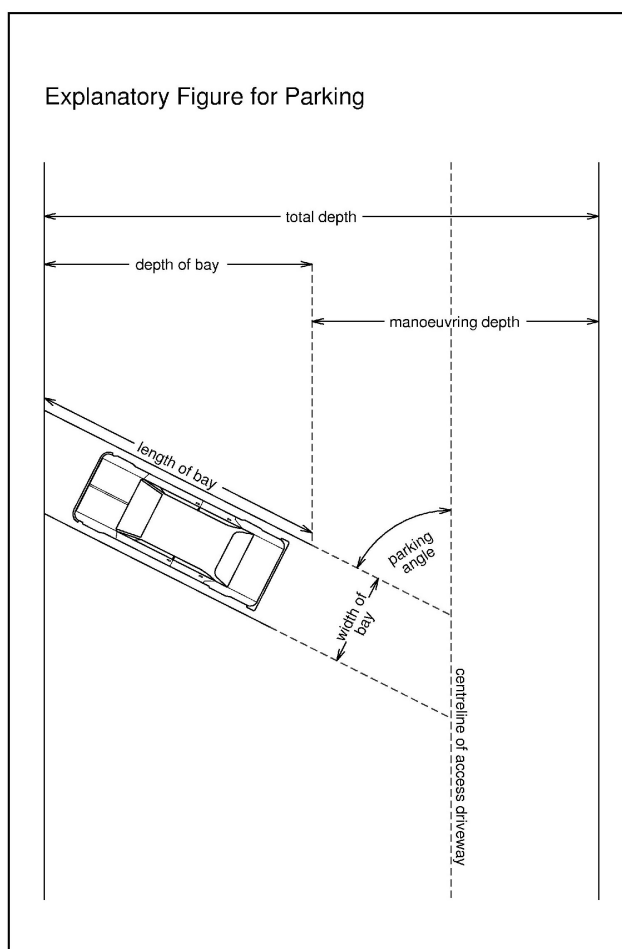 Explanatory Figure for Parking
total depth
depth of bay
manoeuvring depth
length of bay
parking
angle
width of
bay
centreline of access driveway